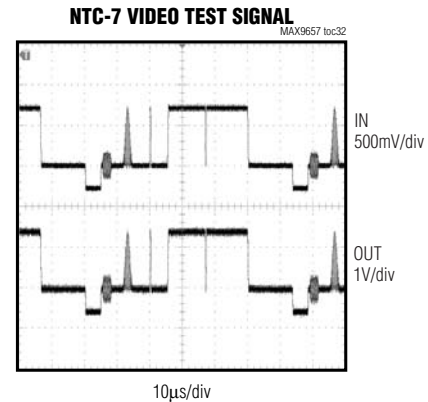 NTC-7 VIDEO TEST SIGNAL
MAX9657 toc32
IN
500mV/div
OUT
1V/div
10µs/div